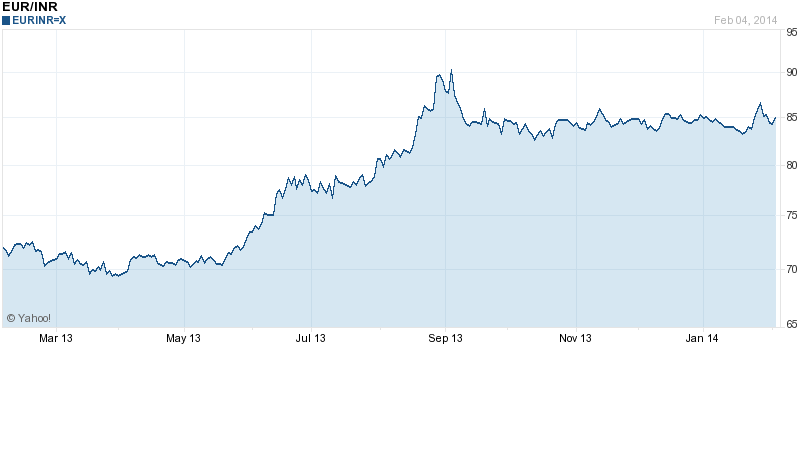 EUR/INR
EURINR=X
Feb 04, 2014
95
90
85
80
75
70
65
© Yahoo!
Mar 13
May 13
Jul 13
Sep 13
Nov 13
Jan 14